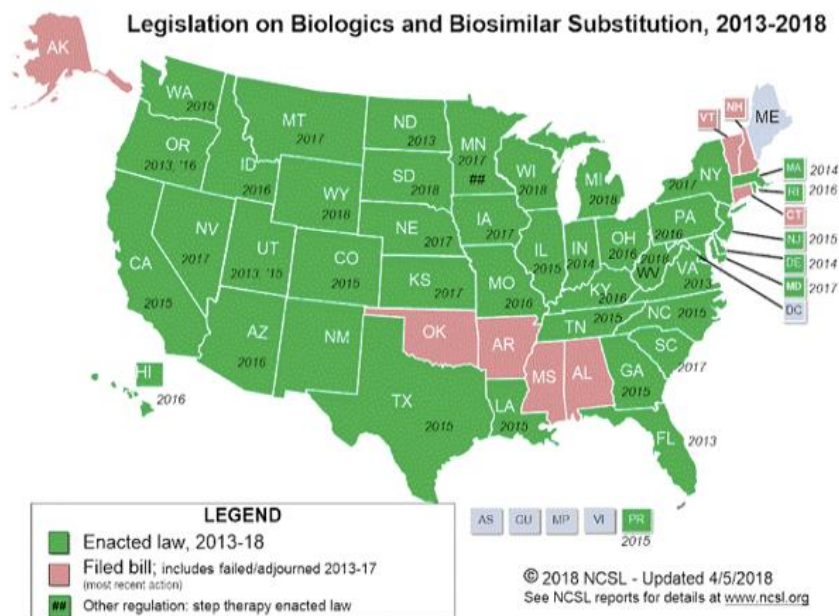 Legislation on Biologics and Biosimilar Substitution, 2013-2018
AK
WA
2015
OR
2013, '16
ID
2016
MT
2017
ND
2013
MN
2017
##
SD
2018
WY
2018
WI
2018
MI
2018
NY
2017
VT
NH
ME
MA 2014
RI 2016
CT
NJ 2015
DE 2014
MD 2017
DC
CA
2015
NV
2017
UT
2013, '15
CO
2015
NE
2017
IA
2017
KS
2017
MO
2016
IL
2015
IN
2014
OH
2016
PA
2016
WV
2018
VA
2013
KY
2016
NC 2015
TN
2015
SC
2017
AZ
2016
NM
OK
AR
MS
AL
GA
2015
TX
2015
LA
2015
FL 2013
HI
2016
AS
GU
MP
VI
PR
2015
LEGEND
Enacted law, 2013-18
Filed bill; includes failed/adjourned 2013-17
(most recent action)
## Other regulation: step therapy enacted law
© 2018 NCSL - Updated 4/5/2018
See NCSL reports for details at www.ncsl.org